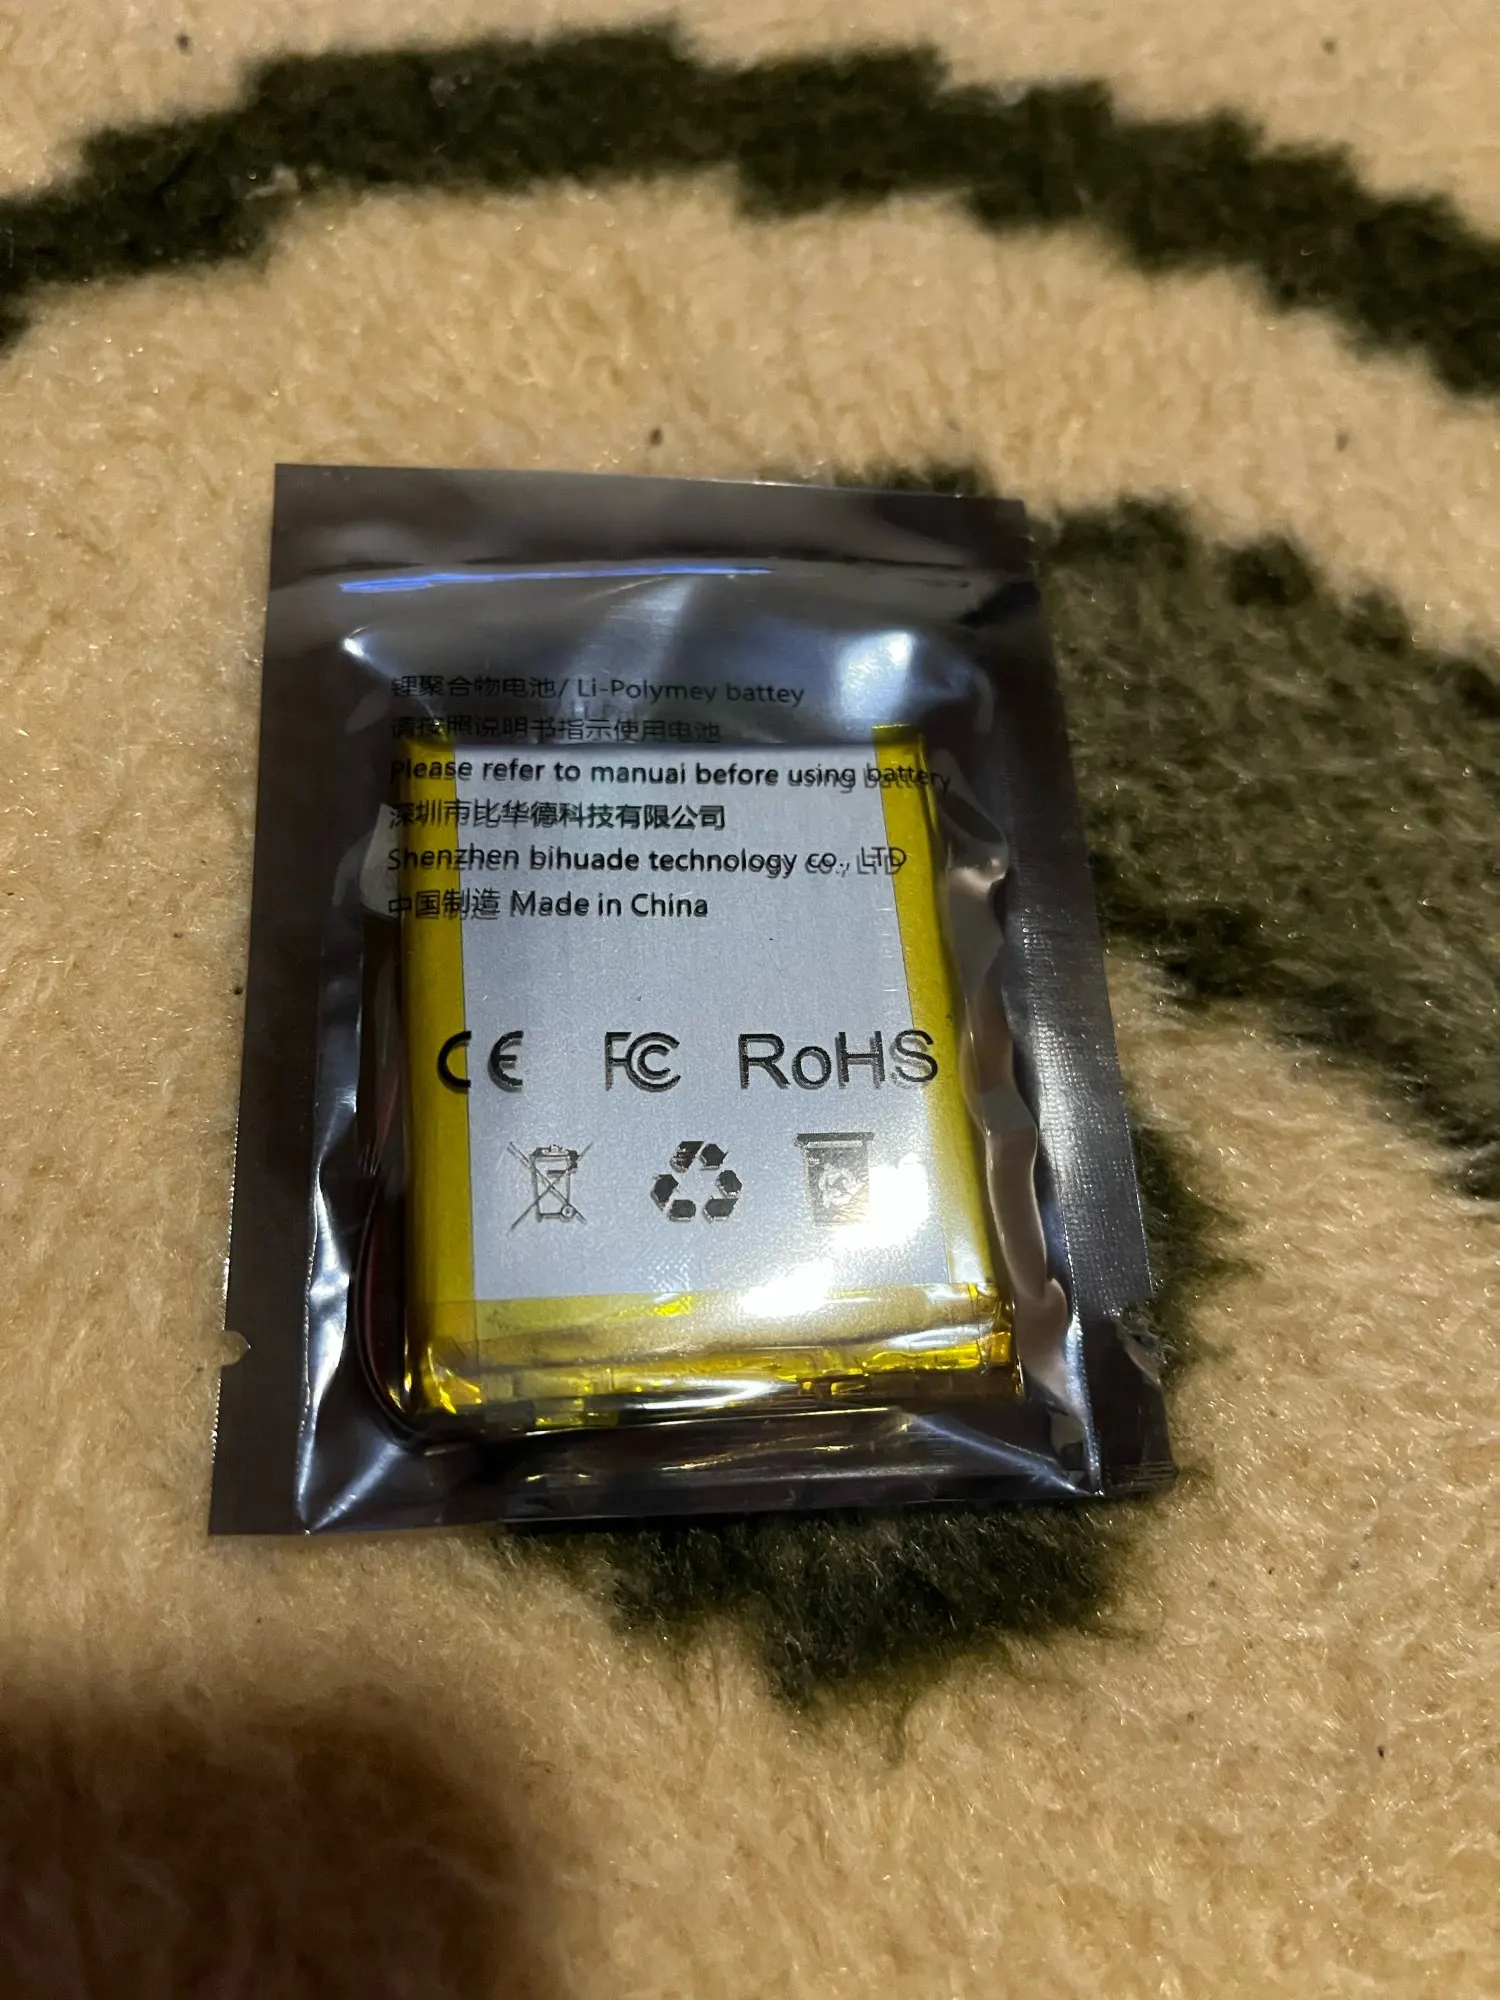 锂聚合物电池/ Li-Polymey battey
请按照说明书指示使用电池
Please refer to manuai before using battery
深圳市比华德科技有限公司
Shenzhen bihuade technology co., LTD
中国制造 Made in China
CE FC RoHS